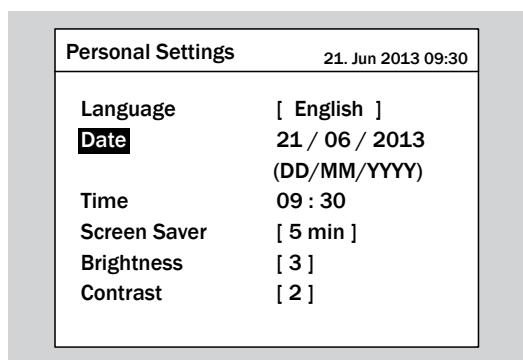 Personal Settings 21. Jun 2013 09:30
Language [ English ]
Date 21 / 06 / 2013
(DD/MM/YYYY)
Time 09 : 30
Screen Saver [ 5 min ]
Brightness [ 3 ]
Contrast [ 2 ]